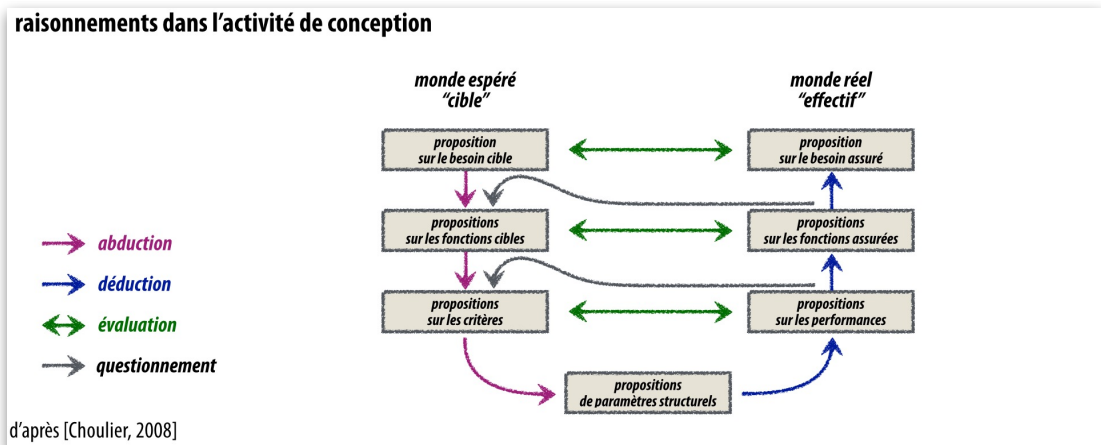 raisonnements dans l'activité de conception
monde espéré
"cible"
monde réel
"effectif"
proposition
sur le besoin cible
proposition
sur le besoin assuré
propositions
sur les fonctions cibles
propositions
sur les fonctions assurées
propositions
sur les critères
propositions
sur les performances
propositions
de paramètres structurels
abduction
déduction
évaluation
questionnement
d'après [Choulier, 2008]